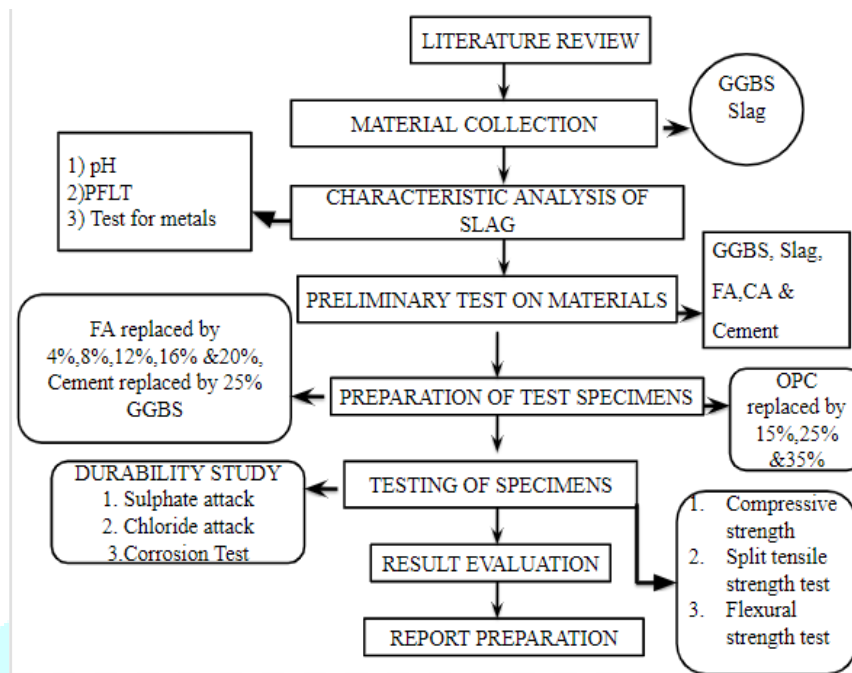 LITERATURE REVIEW
GGBS
Slag
MATERIAL COLLECTION
1) pH
2)PFLT
3) Test for metals
CHARACTERISTIC ANALYSIS OF
SLAG
GGBS, Slag,
FA,CA &
Cement
PRELIMINARY TEST ON MATERIALS
FA replaced by
4%,8%,12%,16% &20%,
Cement replaced by 25%
GGBS
PREPARATION OF TEST SPECIMENS
OPC
replaced by
15%,25%
&35%
DURABILITY STUDY
1. Sulphate attack
2. Chloride attack
3.Corrosion Test
TESTING OF SPECIMENS
1. Compressive
strength
2. Split tensile
strength test
3. Flexural
strength test
RESULT EVALUATION
REPORT PREPARATION